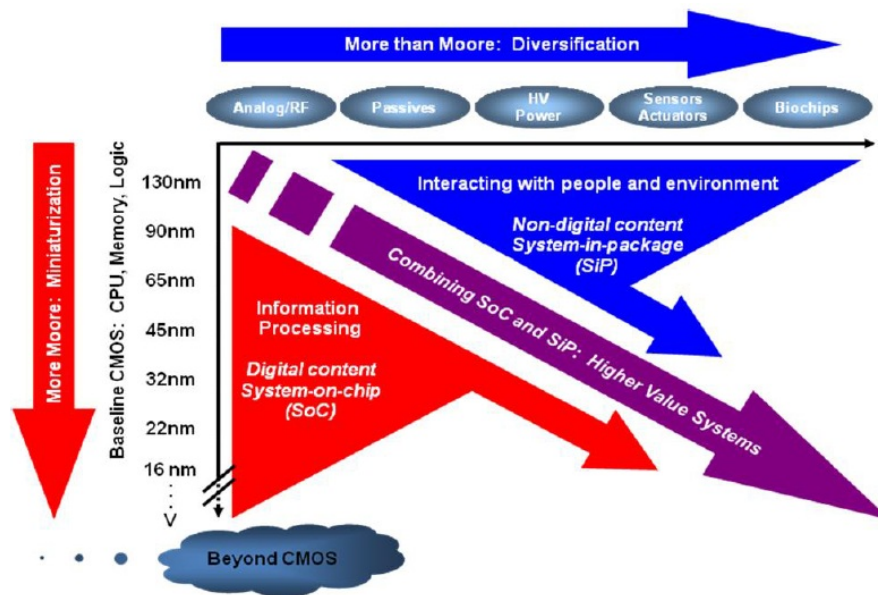 More than Moore: Diversification
Analog/RF
Passives
HV
Power
Sensors
Actuators
Biochips
More Moore: Miniaturization
Baseline CMOS: CPU, Memory, Logic
130nm
90nm
65nm
45nm
32nm
22nm
16 nm
Interacting with people and environment
Non-digital content
System-in-package
(SiP)
Combining SoC and SiP: Higher Value Systems
Information
Processing
Digital content
System-on-chip
(SoC)
Beyond CMOS